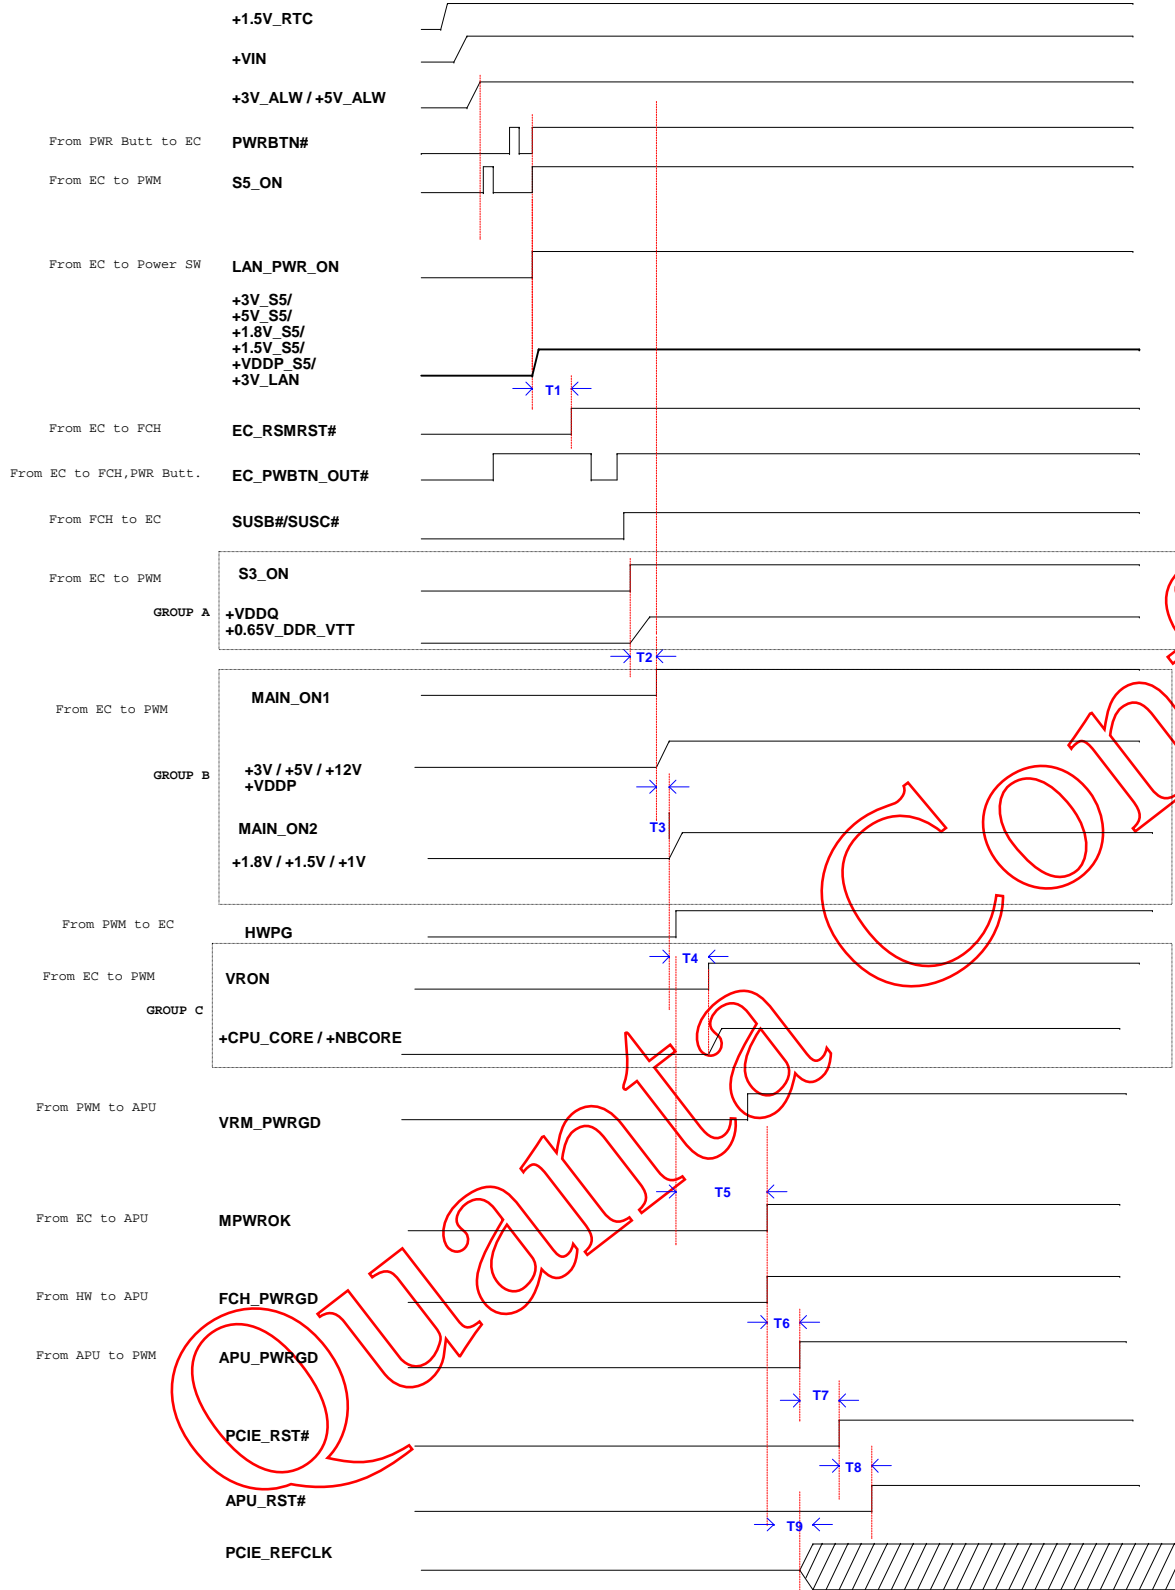 +1.5V_RTC
+VIN
+3V_ALW / +5V_ALW
From PWR Butt to EC PWRBTN#
From EC to PWM S5_ON
From EC to Power SW LAN_PWR_ON
+3V_S5/
+5V_S5/
+1.8V_S5/
+1.5V_S5/
+VDDP_S5/
+3V_LAN
T1
From EC to FCH EC_RSMRST#
From EC to FCH,PWR Butt. EC_PWBTN_OUT#
From FCH to EC SUSB#/SUSC#
From EC to PWM S3_ON
GROUP A +VDDQ
+0.65V_DDR_VTT
T2
From EC to PWM MAIN_ON1
GROUP B +3V / +5V / +12V
+VDDP
T3
MAIN_ON2
+1.8V / +1.5V / +1V
From PWM to EC HWPG
T4
From EC to PWM VRON
GROUP C
+CPU_CORE / +NBCORE
From PWM to APU VRM_PWRGD
T5
From EC to APU MPWROK
From HW to APU FCH_PWRGD
T6
From APU to PWM APU_PWRGD
T7
PCIE_RST#
T8
APU_RST#
T9
PCIE_REFCLK
Quanta Con